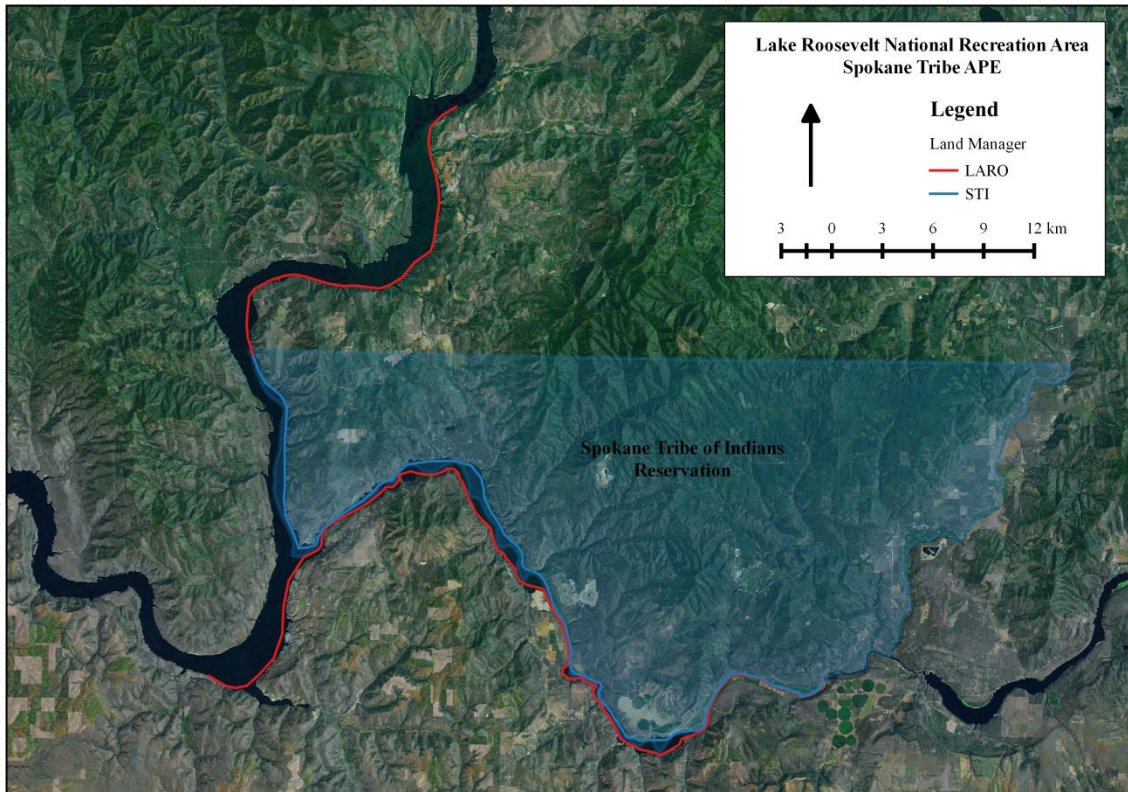 Lake Roosevelt National Recreation Area
Spokane Tribe APE
Legend
Land Manager
LARO
STI
3 0 3 6 9 12 km
Spokane Tribe of Indians
Reservation